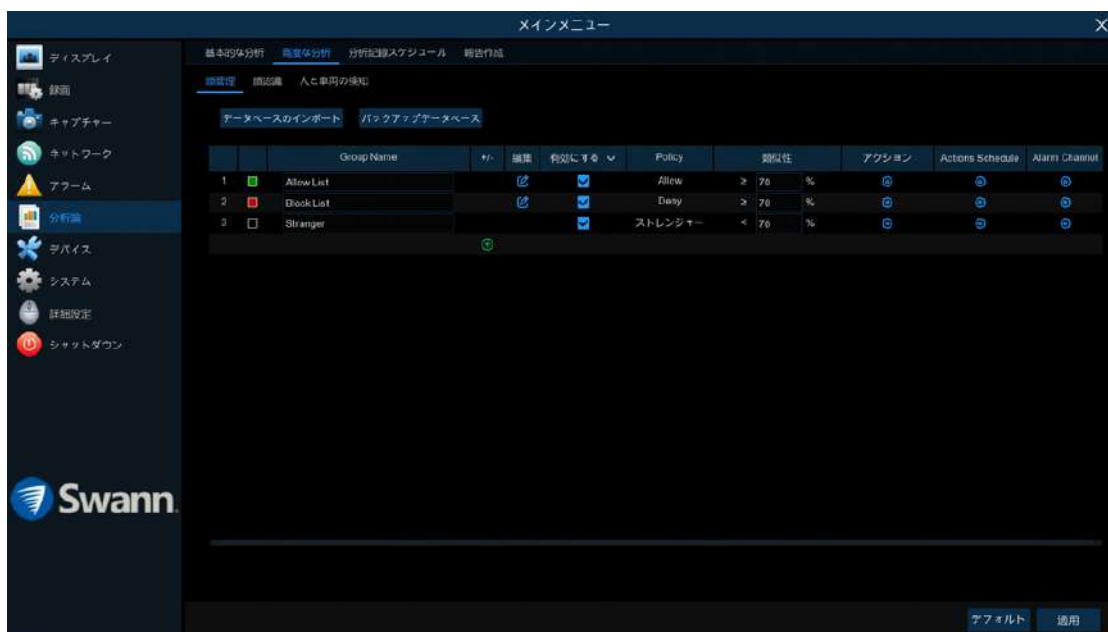 メインメニュー
X
ディスプレイ
録画
キャプチャー
ネットワーク
アラーム
分析論
デバイス
システム
詳細設定
シャットダウン
Swann
基本的な分析 高度な分析 分析記録スケジュール 報告作成
顔管理 顔認識 人と車両の検知
データベースのインポート バックアップデータベース
Group Name +/- 編集 有効にする Policy 類似性 アクション Actions Schedule Alarm Channel
1 Allow List Allow ≥ 70 %
2 Block List Deny ≥ 70 %
3 Stranger ストレンジャー < 70 %
デフォルト 適用